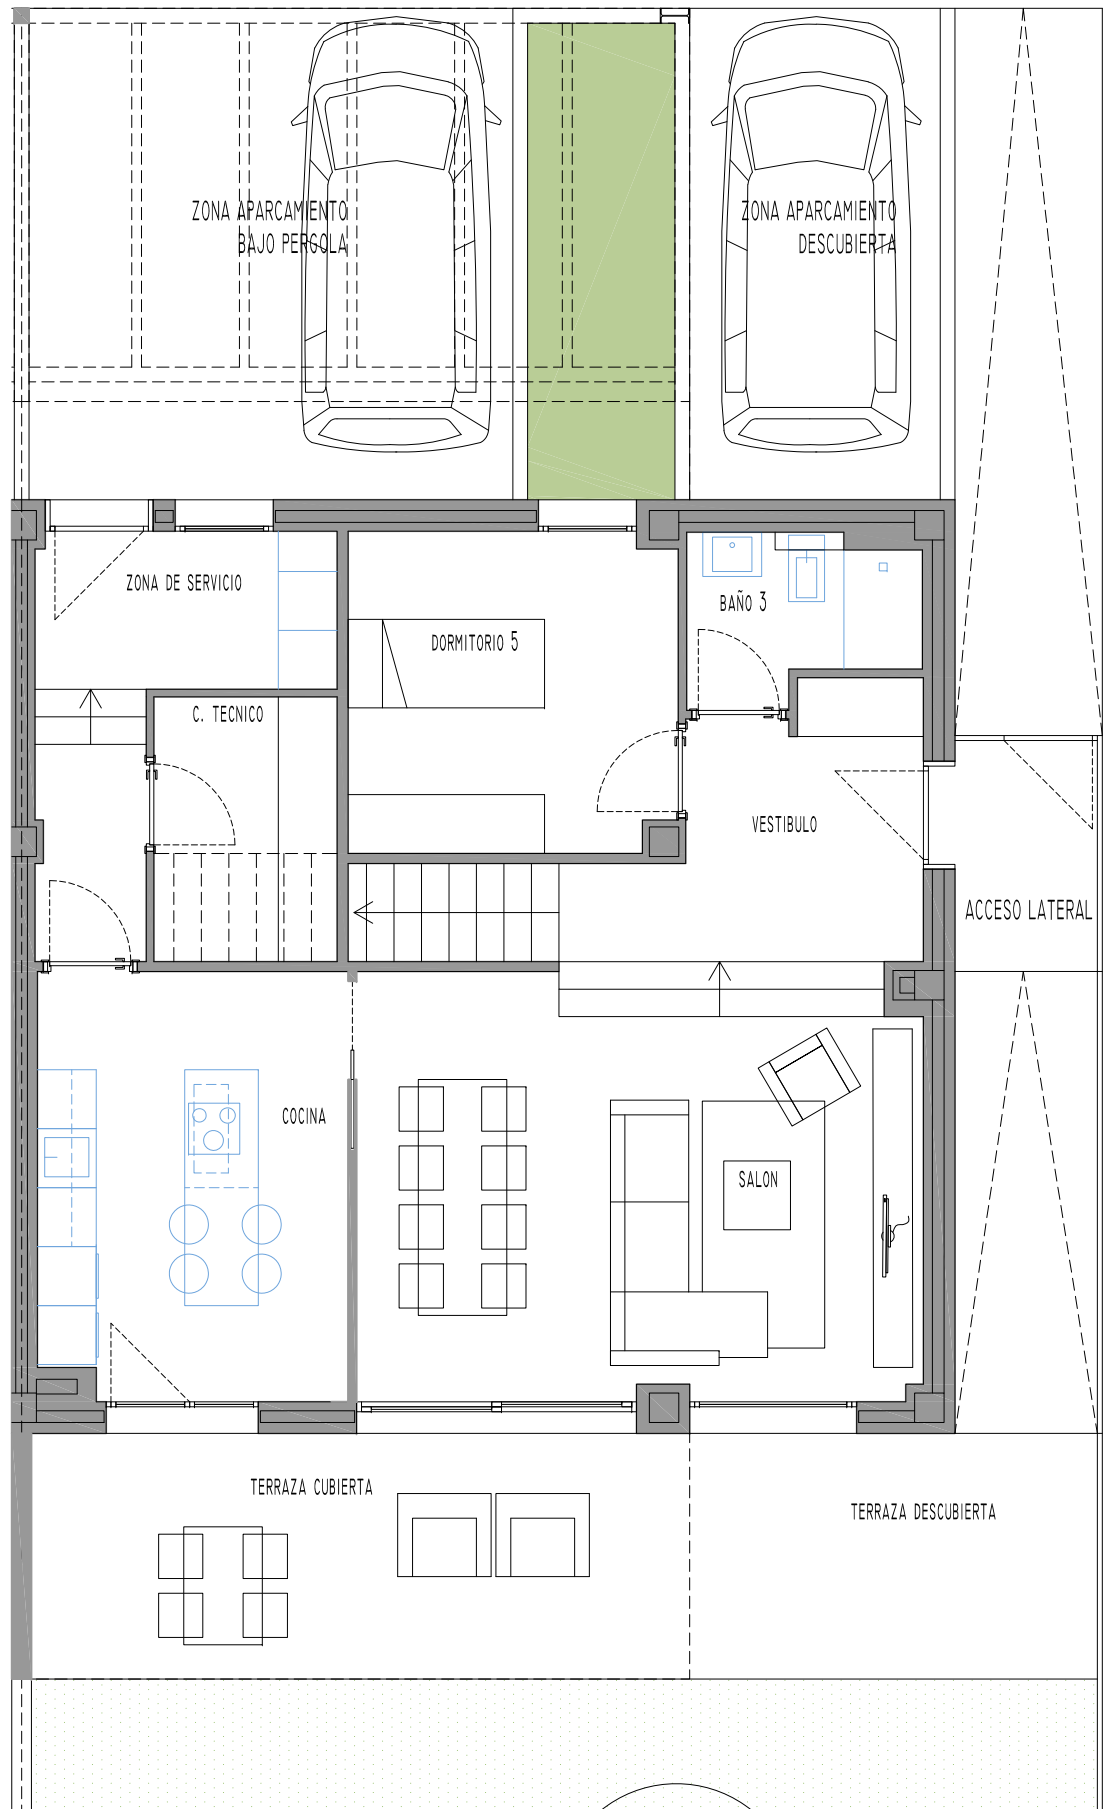 ZONA APARCAMIENTO
BAJO PERGOLA
ZONA APARCAMIENTO
DESCUBIERTA
ZONA DE SERVICIO
BAÑO 3
DORMITORIO 5
C. TECNICO
VESTIBULO
ACCESO LATERAL
COCINA
SALON
TERRAZA CUBIERTA
TERRAZA DESCUBIERTA